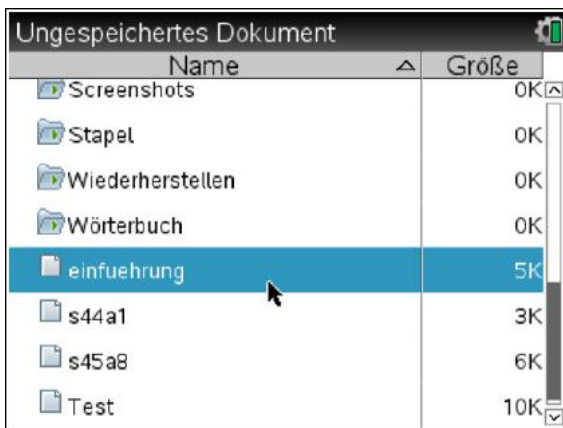 Ungespeichertes Dokument
Name Größe
Screenshots 0K
Stapel 0K
Wiederherstellen 0K
Wörterbuch 0K
einfuehrung 5K
s44a1 3K
s45a8 6K
Test 10K